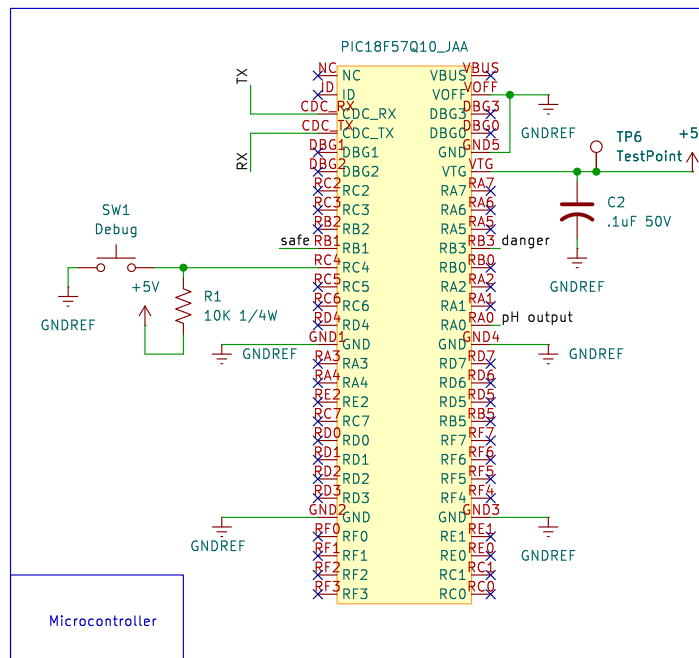 PIC18F57Q10_JAA
NC NC VBUS VBUS
ID ID VOFF VOFF
TX CDC_RX CDC_RX DBG3 DBG3 GNDREF
CDC_TX CDC_TX DBG0 DBG0
RX DBG1 DBG1 GND GND5 TP6 +5
DBG2 DBG2 VTG VTG TestPoint
RC2 RC2 RA7 RA7
RC3 RC3 RA6 RA6 C2
SW1 RB2 RB2 RA5 RA5 .1uF 50V
Debug safe RB1 RB1 RB3 RB3 danger
RC4 RC4 RB0 RB0
+5V RC5 RC5 RA2 RA2 GNDREF
R1 RC6 RC6 RA1 RA1
GNDREF 10K 1/4W RD4 RD4 RA0 RA0 pH output
GNDREF GND1 GND GND GND4 GNDREF
RA3 RA3 RD7 RD7
RA4 RA4 RD6 RD6
RE2 RE2 RD5 RD5
RC7 RC7 RB5 RB5
RD0 RD0 RF7 RF7
RD1 RD1 RF6 RF6
RD2 RD2 RF5 RF5
RD3 RD3 RF4 RF4
GND2 GND GND GND3
GNDREF RF0 RF0 RE1 RE1 GNDREF
RF1 RF1 RE0 RE0
RF2 RF2 RC1 RC1
RF3 RF3 RC0 RC0
Microcontroller